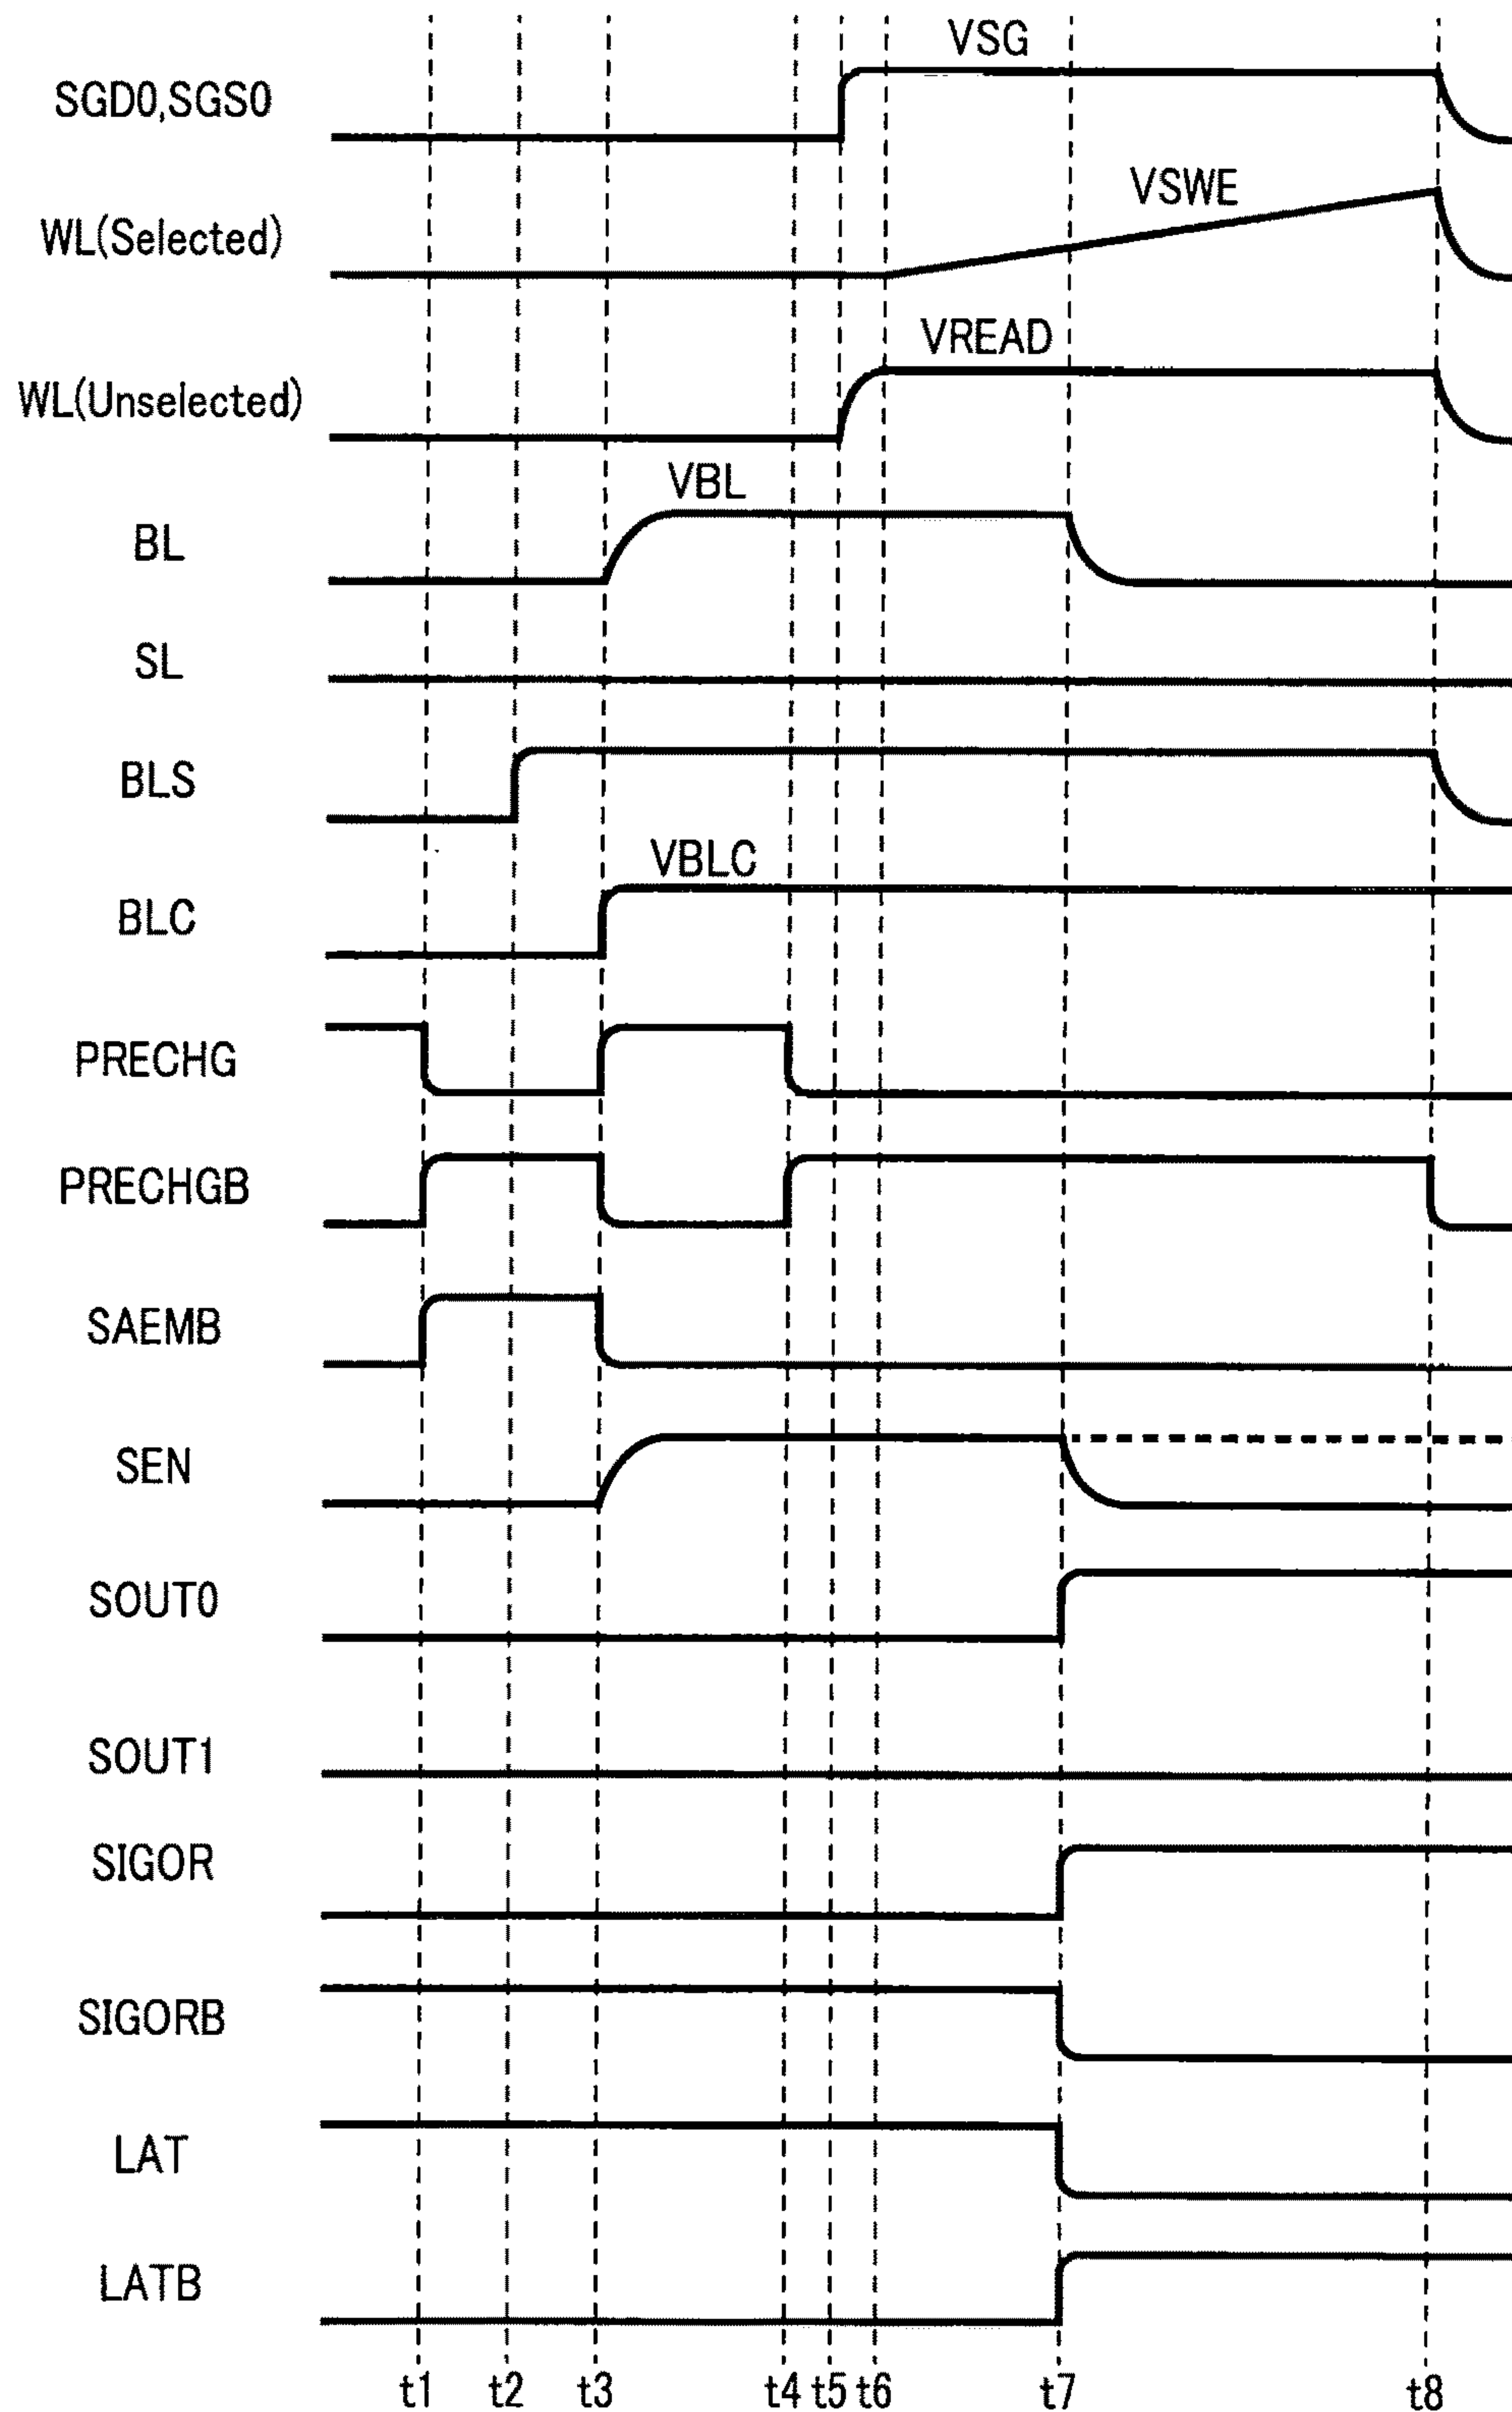 VSG
SGD0,SGS0
VSWE
WL(Selected)
VREAD
WL(Unselected)
VBL
BL
SL
BLS
VBLC
BLC
PRECHG
PRECHGB
SAEMB
SEN
SOUT0
SOUT1
SIGOR
SIGORB
LAT
LATB
t1 t2 t3 t4 t5 t6 t7 t8